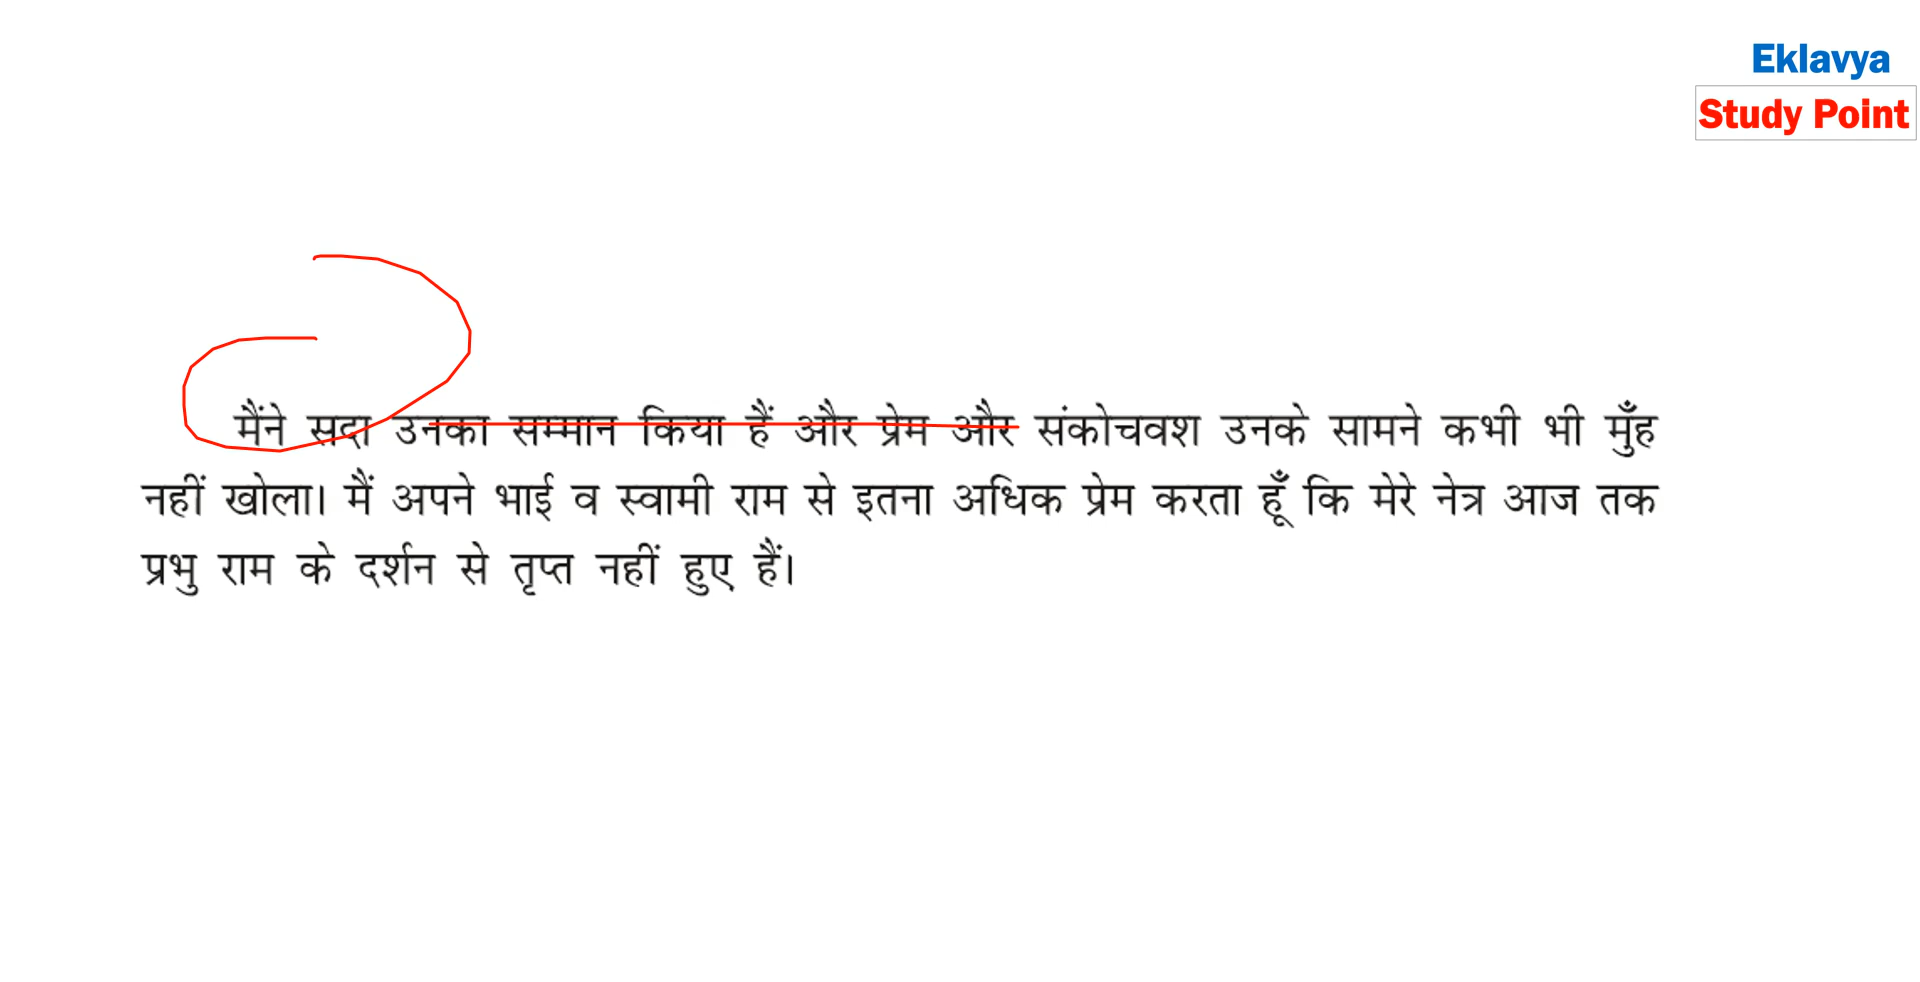 Eklavya
Study Point
मैंने सदा उनका सम्मान किया हैं और प्रेम और संकोचवश उनके सामने कभी भी मुँह
नहीं खोला। मैं अपने भाई व स्वामी राम से इतना अधिक प्रेम करता हूँ कि मेरे नेत्र आज तक
प्रभु राम के दर्शन से तृप्त नहीं हुए हैं।